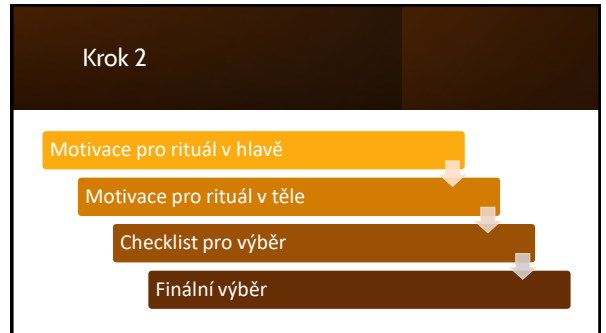 Krok 2
Motivace pro rituál v hlavě
Motivace pro rituál v těle
Checklist pro výběr
Finální výběr